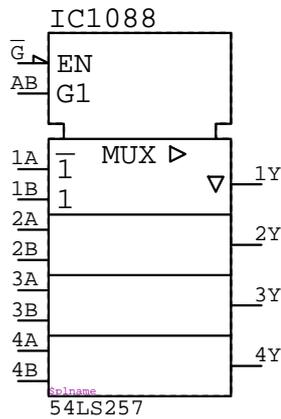 IC1088
G̅ EN
AB G1
MUX
1A 1̅ 1Y
1B 1
2A 2Y
2B
3A 3Y
3B
4A 4Y
4B
Splname
54LS257